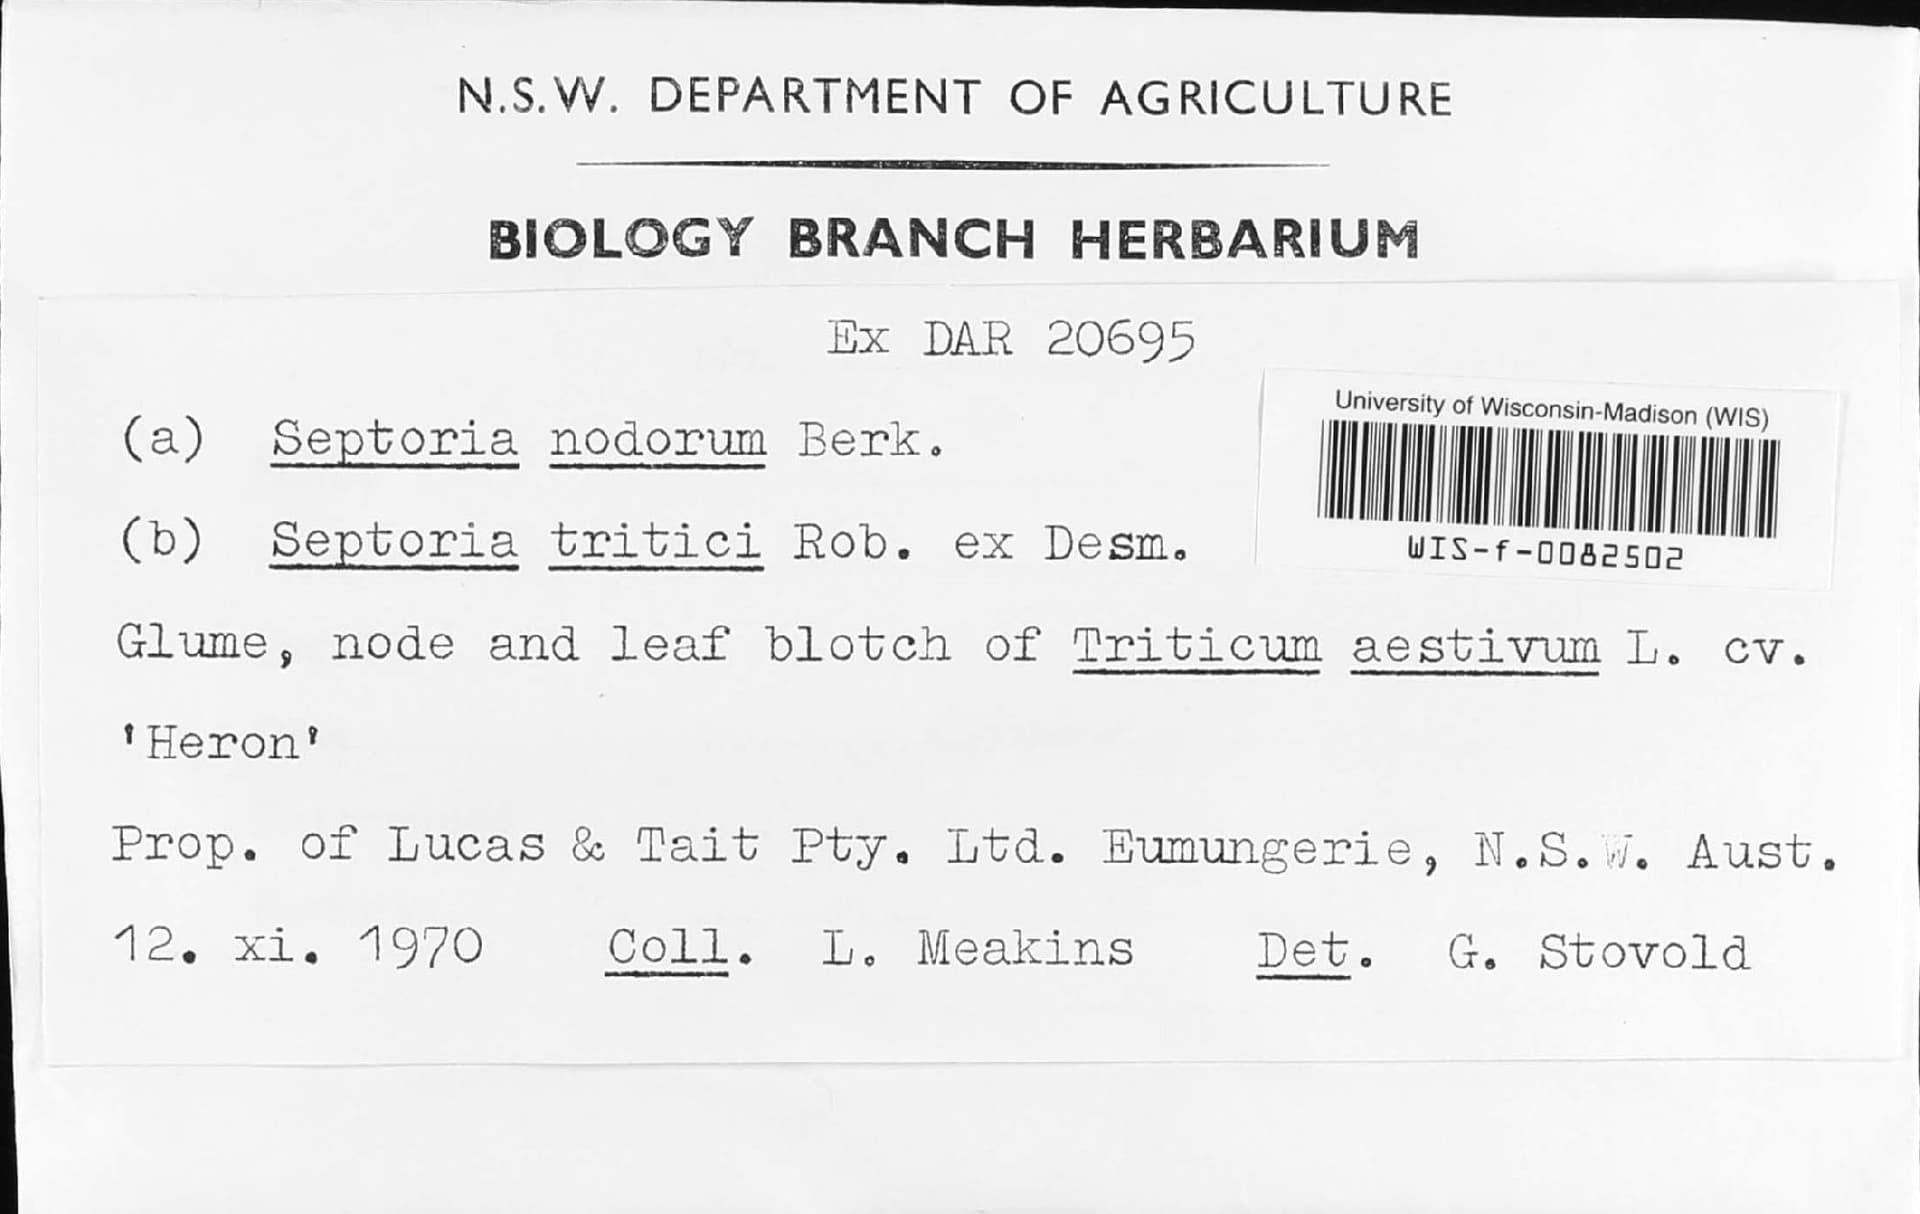 N.S.W. DEPARTMENT OF AGRICULTURE
BIOLOGY BRANCH HERBARIUM
Ex DAR 20695
University of Wisconsin-Madison (WIS)
WIS-f-0082502
(a) Septoria nodorum Berk.
(b) Septoria tritici Rob. ex Desm.
Glume, node and leaf blotch of Triticum aestivum L. cv.
'Heron'
Prop. of Lucas & Tait Pty. Ltd. Eumungerie, N.S.W. Aust.
12. xi. 1970 Coll. L. Meakins Det. G. Stovold